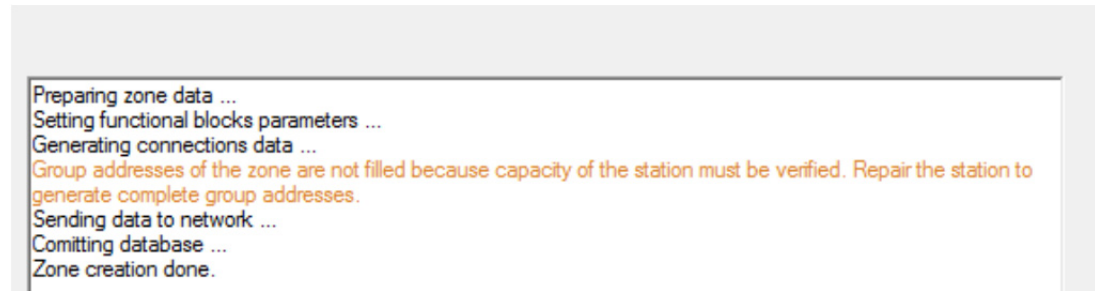 Preparing zone data ...
Setting functional blocks parameters ...
Generating connections data ...
Group addresses of the zone are not filled because capacity of the station must be verified. Repair the station to
generate complete group addresses.
Sending data to network ...
Comitting database ...
Zone creation done.